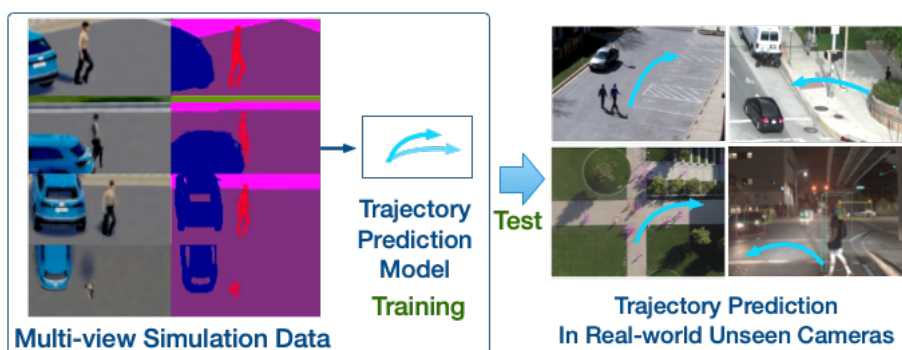 Trajectory
Prediction
Model
Training
Multi-view Simulation Data
Test
Trajectory Prediction
In Real-world Unseen Cameras